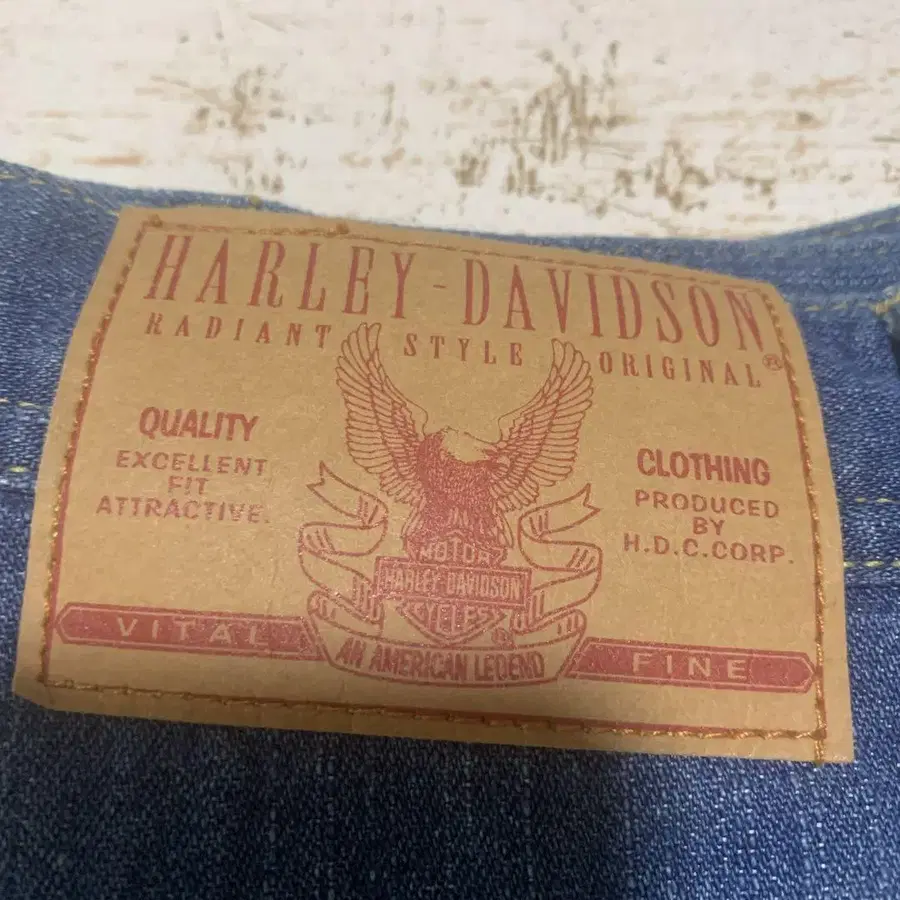 HARLEY-DAVIDSON
RADIANT STYLE ORIGINAL®
QUALITY
EXCELLENT
FIT
ATTRACTIVE.
CLOTHING
PRODUCED
BY
H.D.C.CORP.
MOTOR
HARLEY-DAVIDSON
CYCLES
®
AN AMERICAN LEGEND
VITAL
FINE